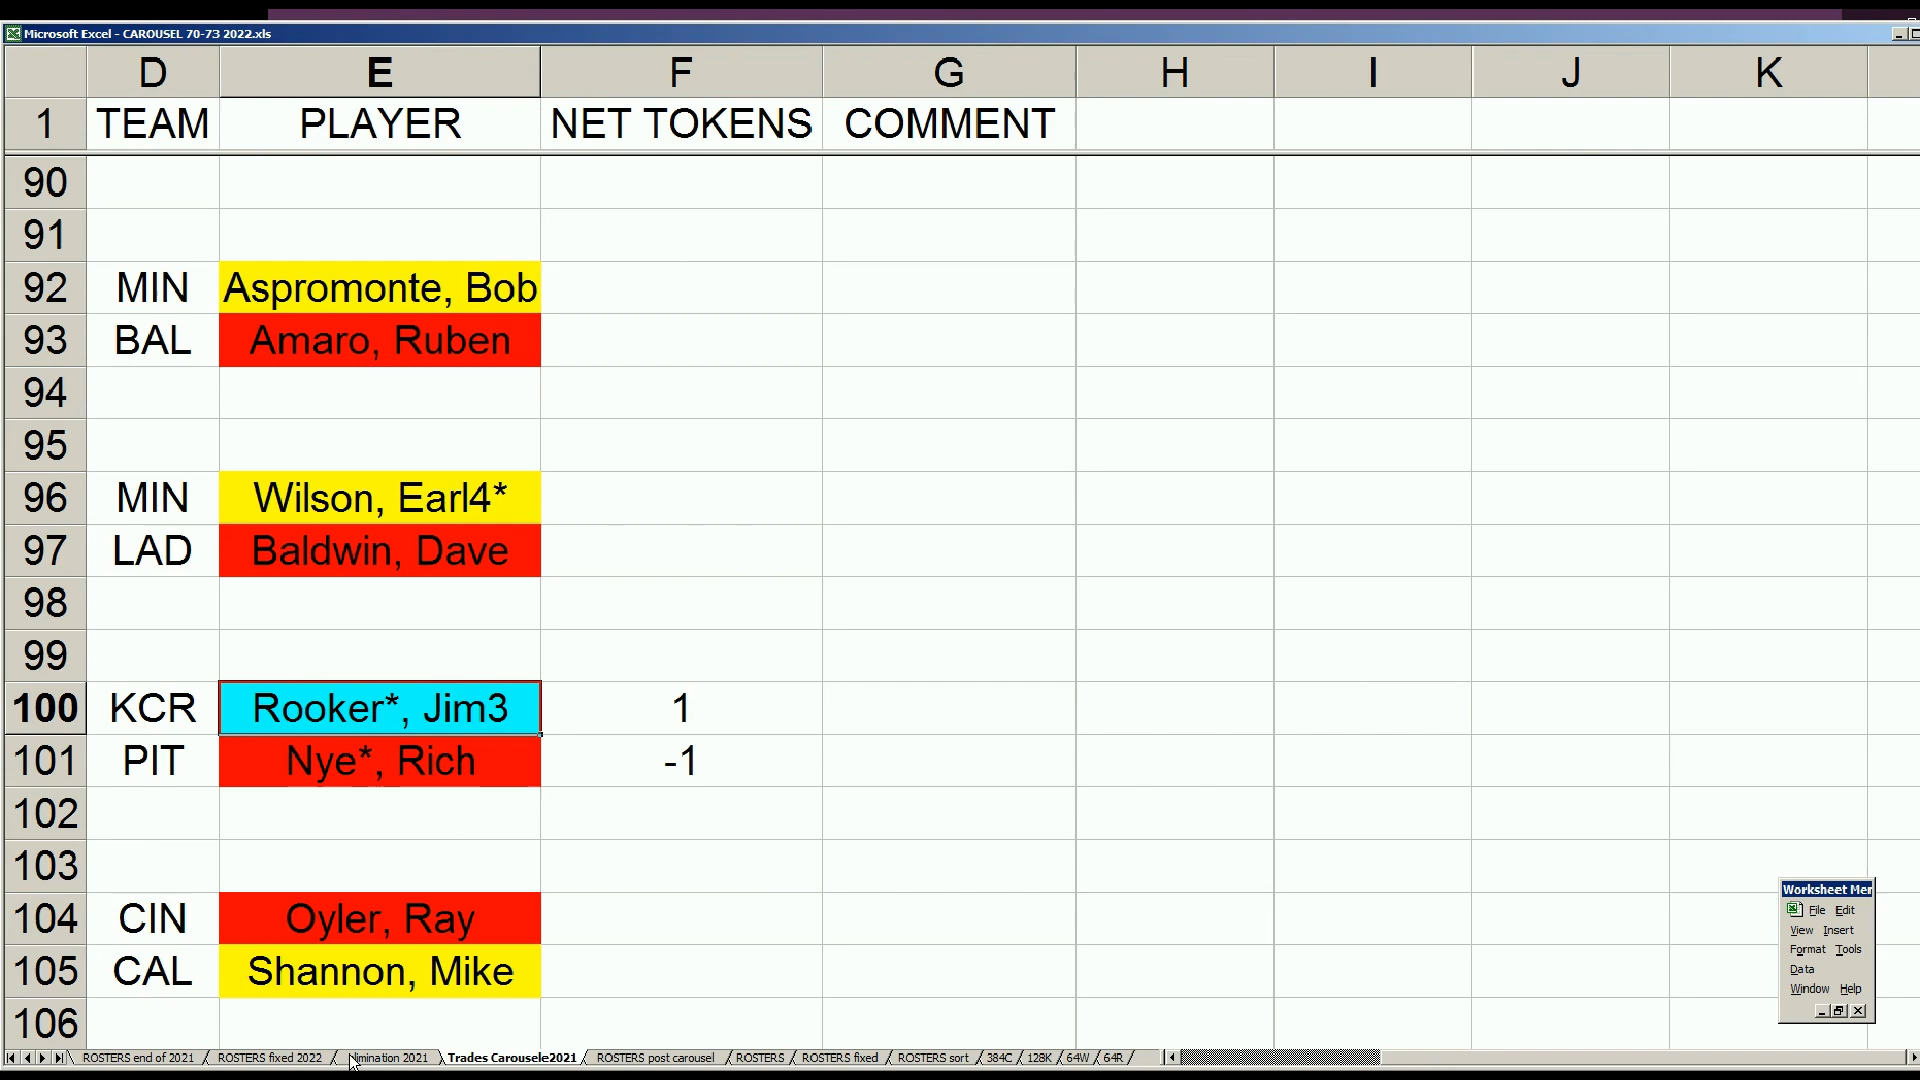 Microsoft Excel - CAROUSEL 70-73 2022.xls
D E F G H I J K
1 TEAM PLAYER NET TOKENS COMMENT
90
91
92 MIN Aspromonte, Bob
93 BAL Amaro, Ruben
94
95
96 MIN Wilson, Earl4*
97 LAD Baldwin, Dave
98
99
100 KCR Rooker*, Jim3 1
101 PIT Nye*, Rich -1
102
103
104 CIN Oyler, Ray
105 CAL Shannon, Mike
106
Worksheet Mer
File Edit
View Insert
Format Tools
Data
Window Help
ROSTERS end of 2021 ROSTERS fixed 2022 limination 2021 Trades Carousele2021 ROSTERS post carousel ROSTERS ROSTERS fixed ROSTERS sort 384C 128K 64W 64R